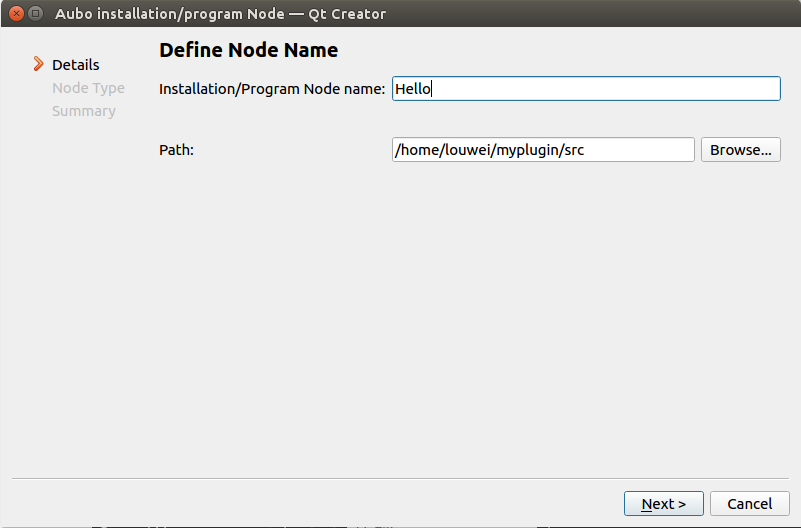 Aubo installation/program Node — Qt Creator
Details
Node Type
Summary
Define Node Name
Installation/Program Node name: Hello
Path: /home/louwei/myplugin/src Browse...
Next > Cancel